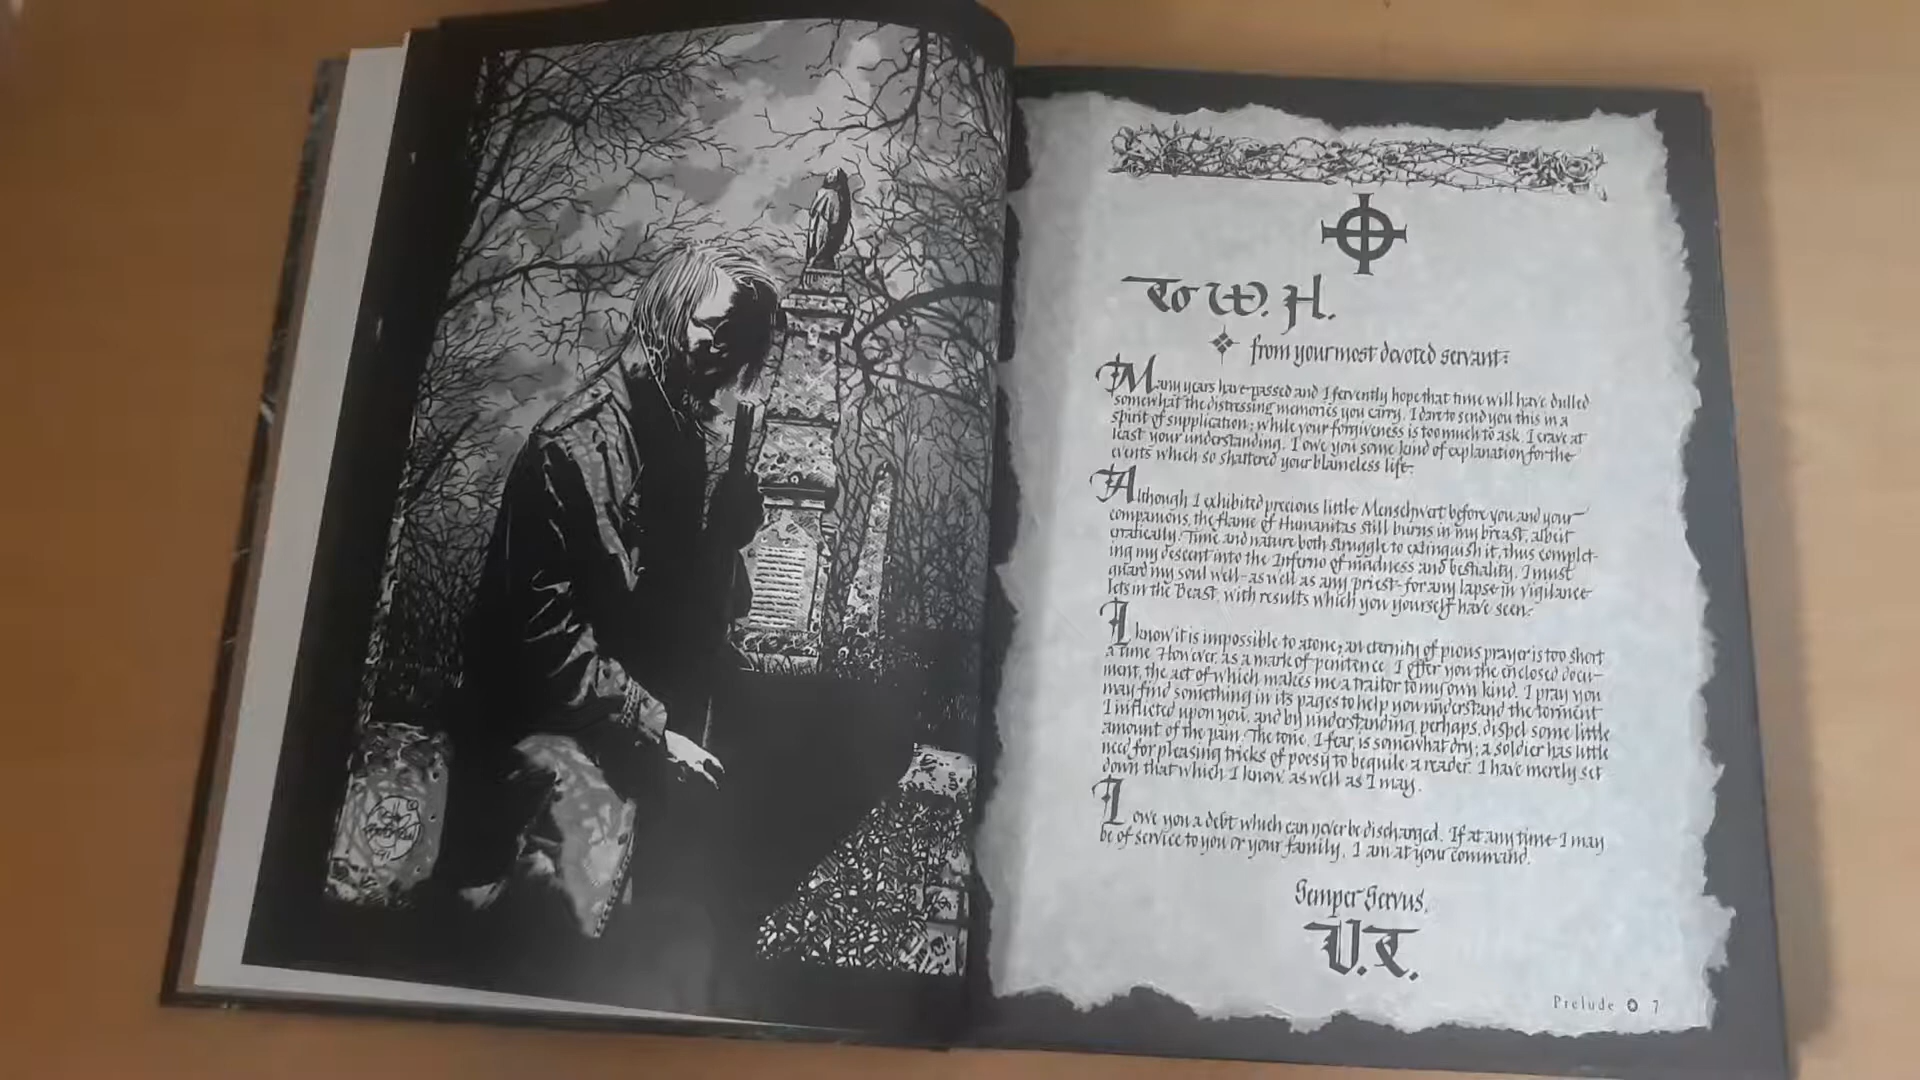 To W. H.
from your most devoted servant:
Many years have passed and I fervently hope that time will have dulled
somewhat the distressing memories you carry. I dare to send you this in a
spirit of supplication; while your forgiveness is too much to ask, I crave at
least your understanding. I owe you some kind of explanation for the
events which so shattered your blameless life.
Although I exhibited precious little Menschvert before you and your
companions, the flame of Humanitas still burns in my breast, albeit
erratically. Time and nature both struggle to extinguish it, thus complet-
ing my descent into the Inferno of madness and bestiality. I must
guard my soul well – as well as any priest – for any lapse in vigilance
lets in the Beast, with results which you yourself have seen.
I know it is impossible to atone; an eternity of pious prayer is too short
a time. However, as a mark of penitence, I offer you the enclosed docu-
ment, the act of which makes me a traitor to my own kind. I pray you
may find something in its pages to help you understand the torment
I inflicted upon you, and by understanding, perhaps, dispel some little
amount of the pain. The tone, I fear, is somewhat dry; a soldier has little
need for pleasing tricks of poesy to beguile a reader. I have merely set
down that which I know, as well as I may.
I owe you a debt which can never be discharged. If at any time I may
be of service to you or your family, I am at your command.
Semper Servus,
V.T.
Prelude 7